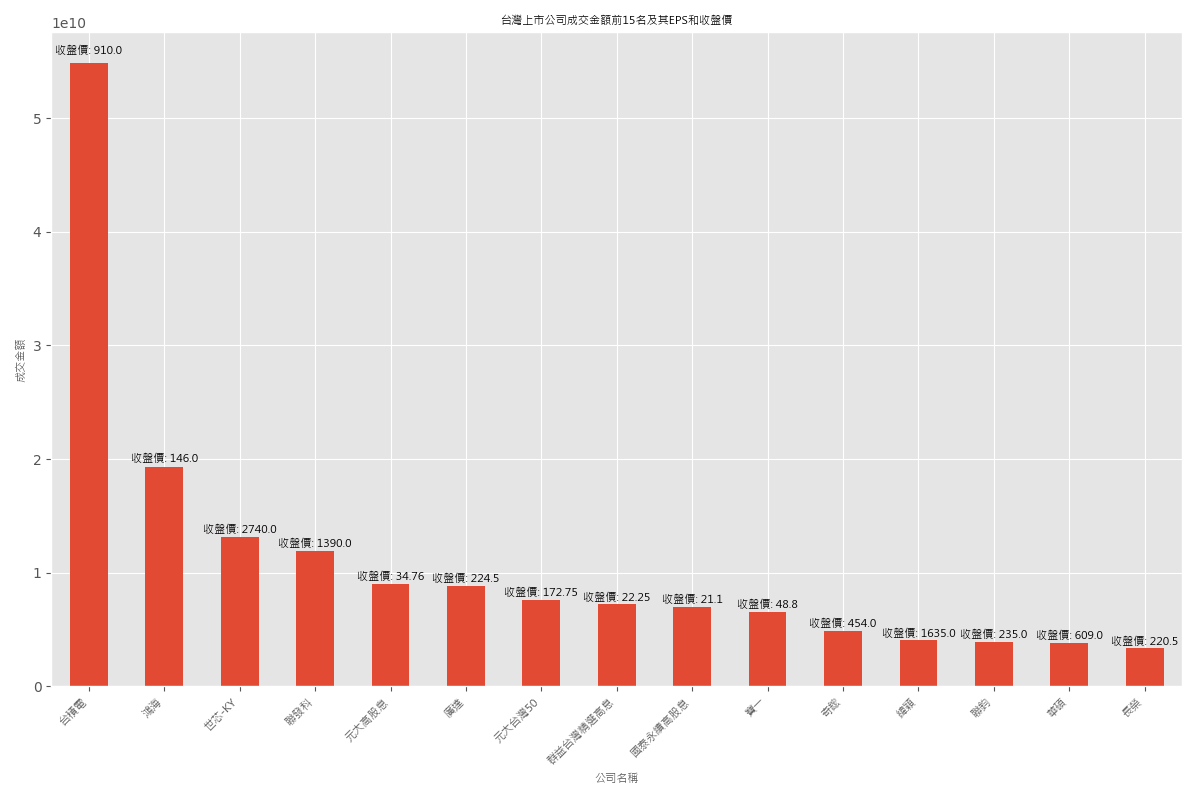 台灣上市公司成交金額前15名及其EPS和收盤價
1e10
收盤價: 910.0
5
4
3
2
1
0
成交金額
收盤價: 146.0
收盤價: 2740.0
收盤價: 1390.0
收盤價: 34.76
收盤價: 224.5
收盤價: 172.75
收盤價: 22.25
收盤價: 21.1
收盤價: 48.8
收盤價: 454.0
收盤價: 1635.0
收盤價: 235.0
收盤價: 609.0
收盤價: 220.5
台積電
鴻海
世芯-KY
聯發科
元大高股息
廣達
元大台灣50
群益台灣精選高息
國泰永續高股息
寶一
奇鋐
緯穎
聯鈞
華碩
長榮
公司名稱